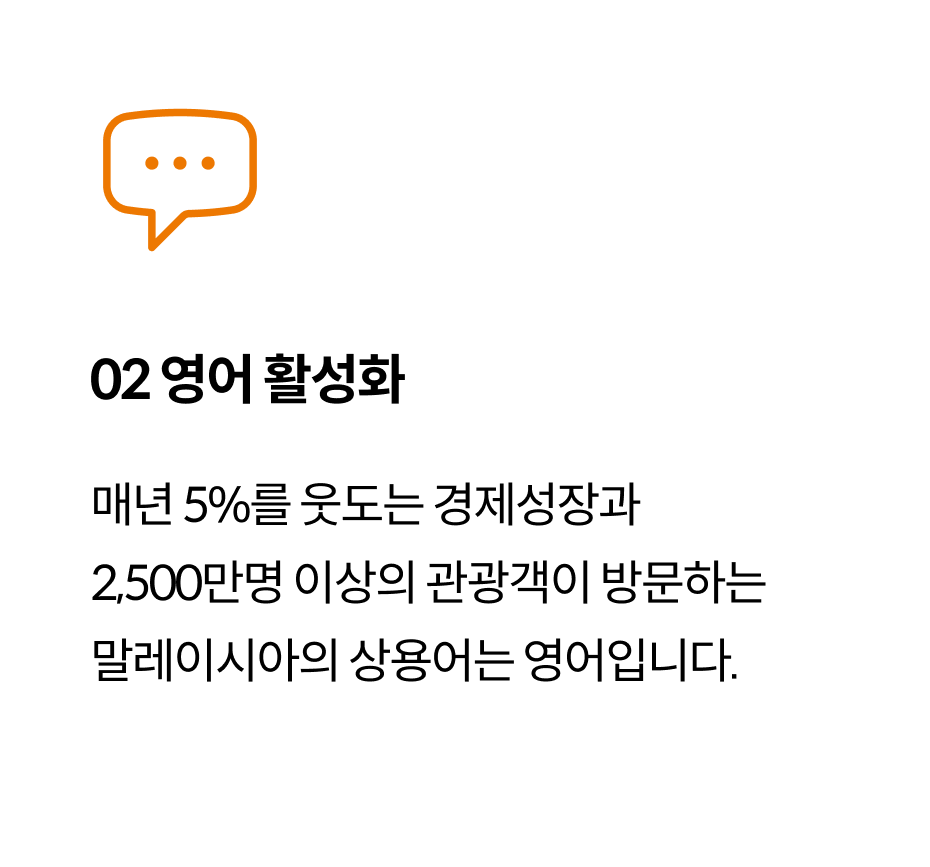 02 영어 활성화
매년 5%를 웃도는 경제성장과
2,500만명 이상의 관광객이 방문하는
말레이시아의 상용어는 영어입니다.